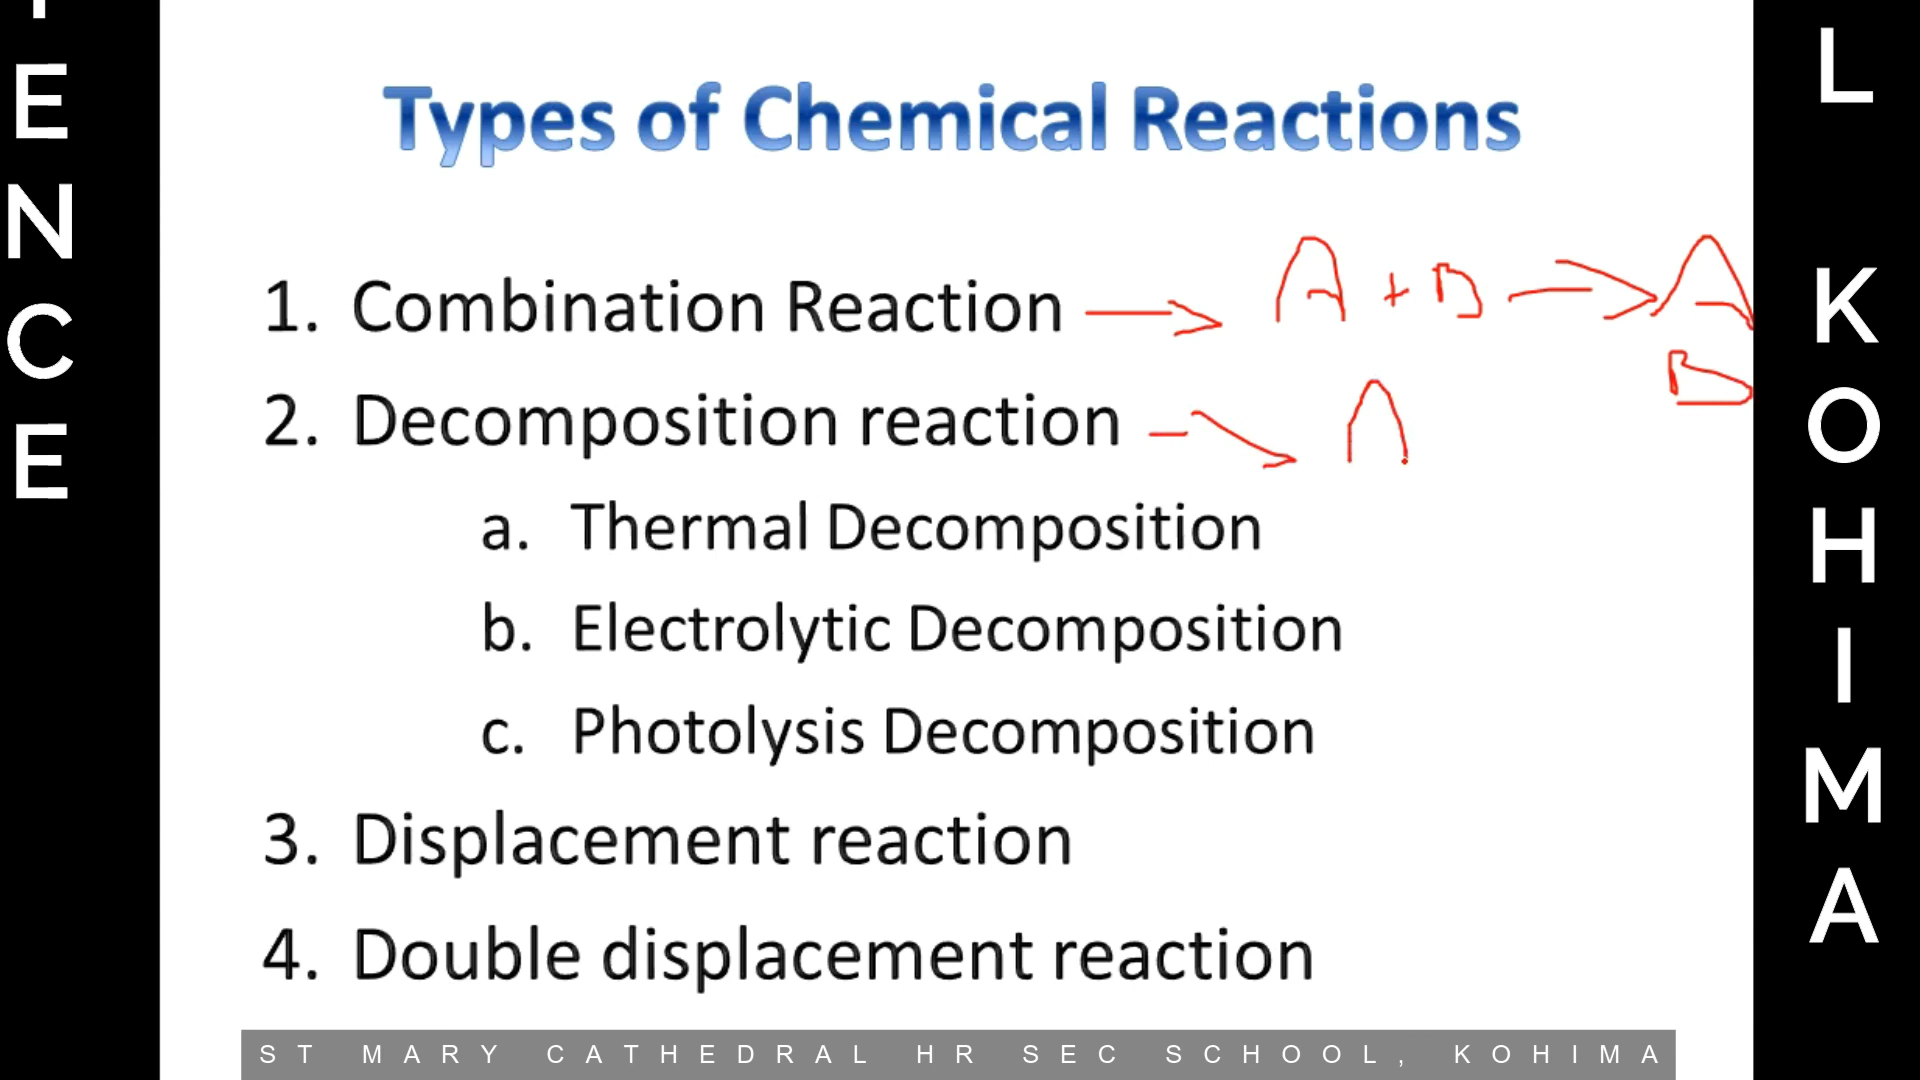 Types of Chemical Reactions
1. Combination Reaction → A + B → A
B
2. Decomposition reaction → A
a. Thermal Decomposition
b. Electrolytic Decomposition
c. Photolysis Decomposition
3. Displacement reaction
4. Double displacement reaction
ST MARY CATHEDRAL HR SEC SCHOOL, KOHIMA
ENCE
L KOHIMA